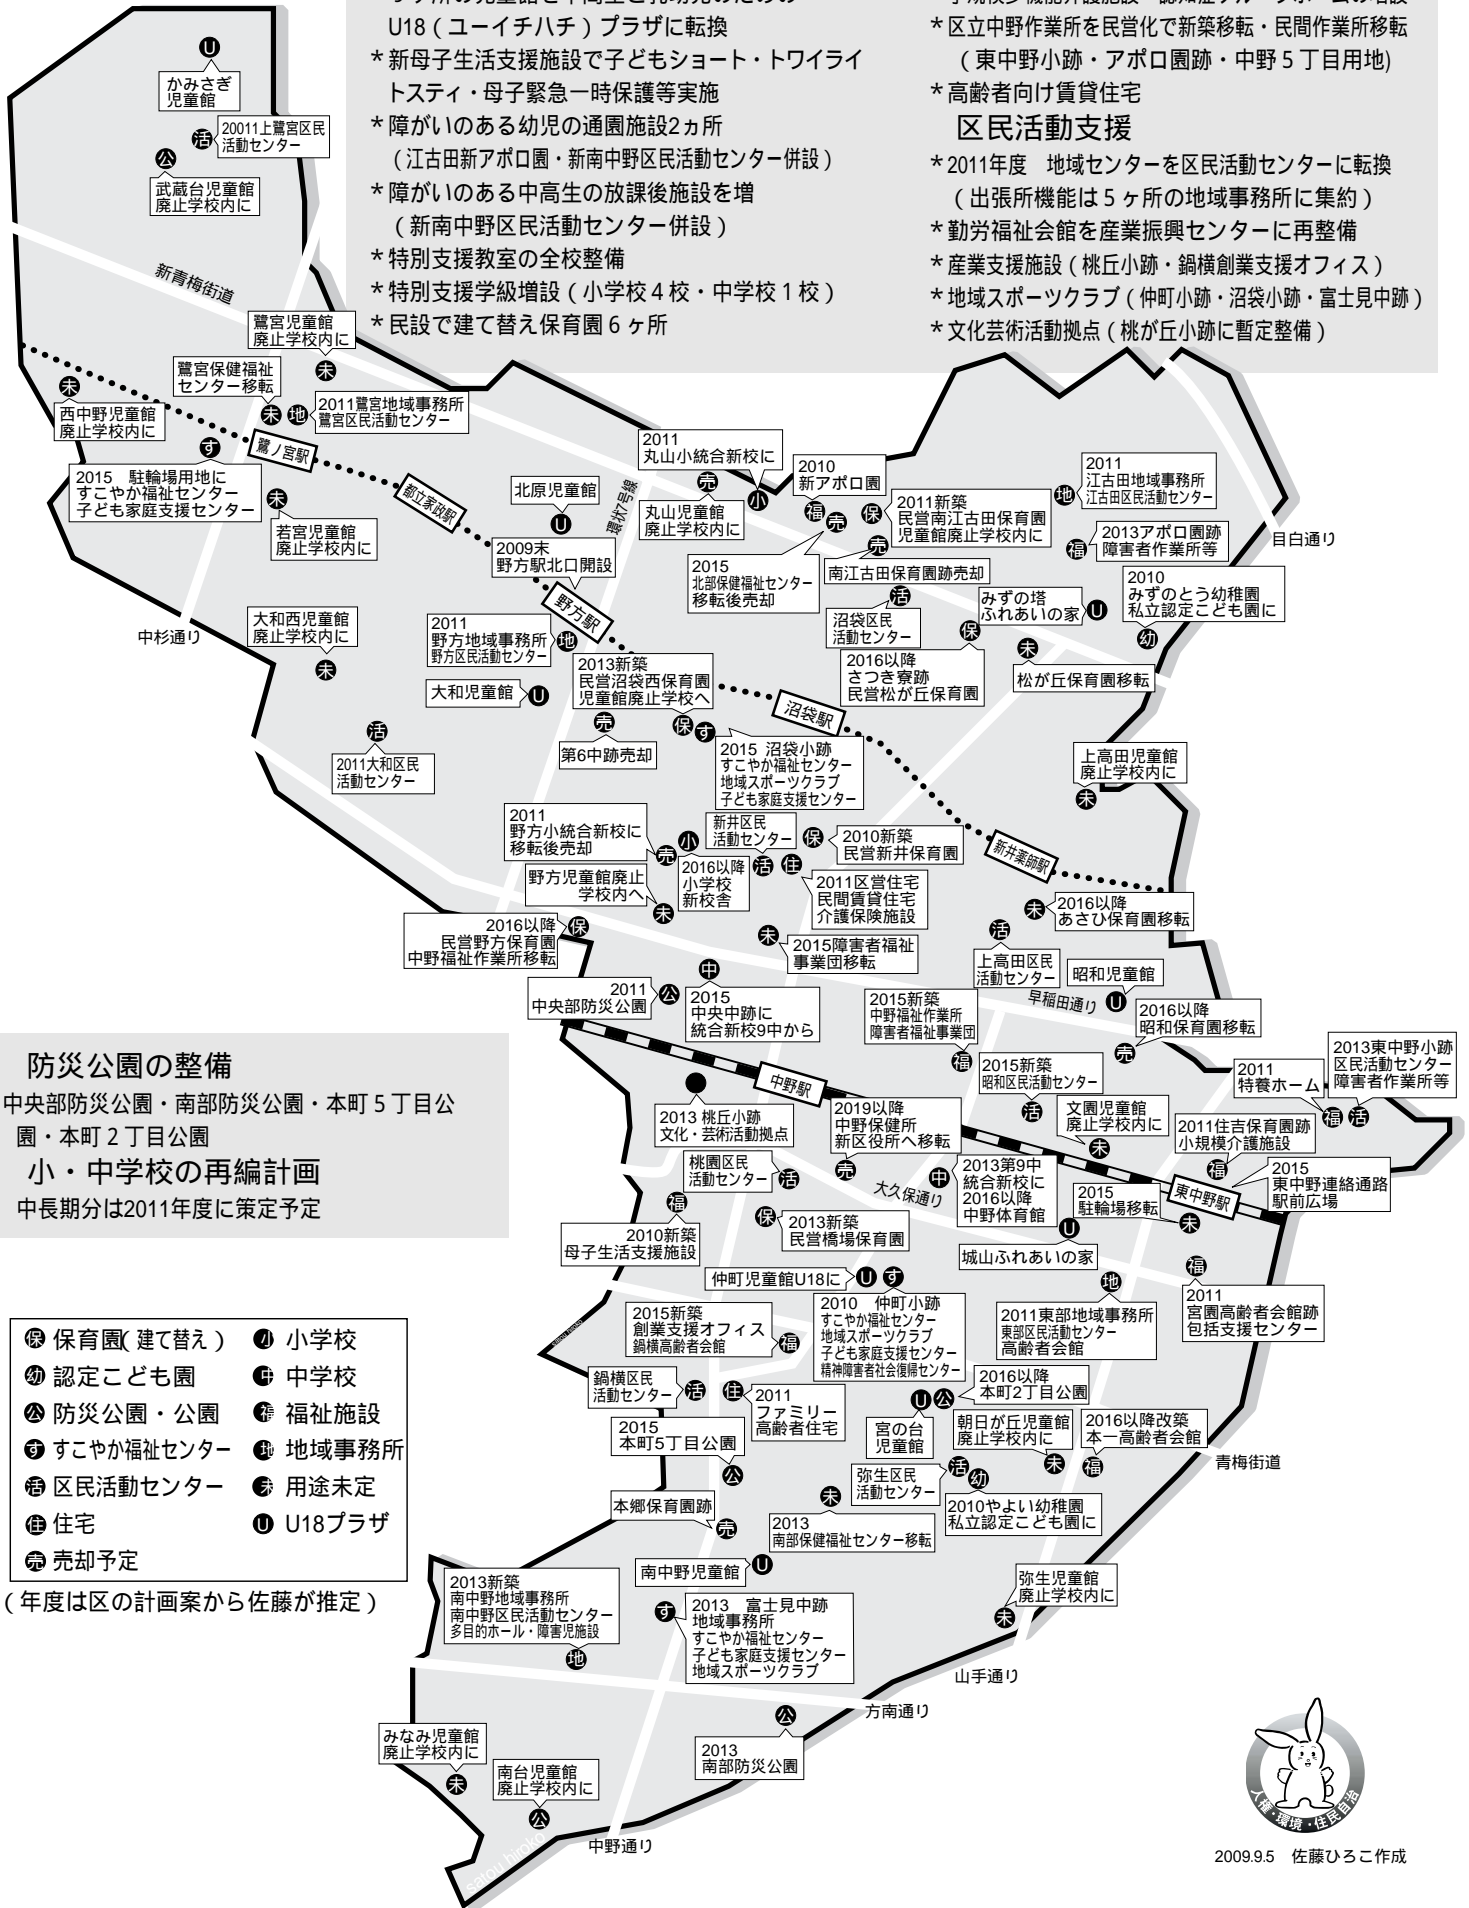 U18（ユーイチハチ）プラザに転換
＊新母子生活支援施設で子どもショート・トワイライ
トスティ・母子緊急一時保護等実施
＊障がいのある幼児の通園施設2ヵ所
（江古田新アポロ園・新南中野区民活動センター併設）
＊障がいのある中高生の放課後施設を増
（新南中野区民活動センター併設）
＊特別支援教室の全校整備
＊特別支援学級増設（小学校４校・中学校１校）
＊民設で建て替え保育園６ヶ所
＊区立中野作業所を民営化で新築移転・民間作業所移転
（東中野小跡・アポロ園跡・中野５丁目用地)
＊高齢者向け賃貸住宅
区民活動支援
＊2011年度　地域センターを区民活動センターに転換
（出張所機能は５ヶ所の地域事務所に集約）
＊勤労福祉会館を産業振興センターに再整備
＊産業支援施設（桃丘小跡・鍋横創業支援オフィス）
＊地域スポーツクラブ（仲町小跡・沼袋小跡・富士見中跡）
＊文化芸術活動拠点（桃が丘小跡に暫定整備）
U
かみさぎ
児童館
活
20011上鷺宮区民
活動センター
公
武蔵台児童館
廃止学校内に
新青梅街道
鷺宮児童館
廃止学校内に
未
鷺宮保健福祉
センター移転
未
地
2011鷺宮地域事務所
鷺宮区民活動センター
未
西中野児童館
廃止学校内に
鷺ノ宮駅
す
2015　駐輪場用地に
すこやか福祉センター
子ども家庭支援センター
未
若宮児童館
廃止学校内に
都立家政駅
北原児童館
U
環状7号線
2009末
野方駅北口開設
野方駅
2011
丸山小統合新校に
売
小
丸山児童館
廃止学校内に
2010
新アポロ園
福
売
保
2011新築
民営南江古田保育園
児童館廃止学校内に
2011
江古田地域事務所
江古田区民活動センター
地
福
2013アポロ園跡
障害者作業所等
目白通り
2015
北部保健福祉センター
移転後売却
売
南江古田保育園跡売却
活
沼袋区民
活動センター
みずの塔
ふれあいの家
U
2010
みずのとう幼稚園
私立認定こども園に
幼
保
2016以降
さつき寮跡
民営松が丘保育園
未
松が丘保育園移転
中杉通り
大和西児童館
廃止学校内に
未
2011
野方地域事務所
野方区民活動センター
地
2013新築
民営沼袋西保育園
児童館廃止学校へ
大和児童館
U
売
第6中跡売却
保
す
沼袋駅
2015 沼袋小跡
すこやか福祉センター
地域スポーツクラブ
子ども家庭支援センター
活
2011大和区民
活動センター
上高田児童館
廃止学校内に
未
2011
野方小統合新校に
移転後売却
売
小
新井区民
活動センター
保
2010新築
民営新井保育園
2016以降
小学校
新校舎
活
住
2011区営住宅
民間賃貸住宅
介護保険施設
新井薬師駅
野方児童館廃止
学校内へ
未
未
2016以降
あさひ保育園移転
2016以降
民営野方保育園
中野福祉作業所移転
保
未
2015障害者福祉
事業団移転
活
上高田区民
活動センター
昭和児童館
U
早稲田通り
2011
中央部防災公園
公
中
2015
中央中跡に
統合新校9中から
2015新築
中野福祉作業所
障害者福祉事業団
福
2016以降
昭和保育園移転
売
中野駅
2013 桃丘小跡
文化・芸術活動拠点
2019以降
中野保健所
新区役所へ移転
売
2015新築
昭和区民活動センター
活
文園児童館
廃止学校内に
未
2011
特養ホーム
福
2013東中野小跡
区民活動センター
障害者作業所等
活
2011住吉保育園跡
小規模介護施設
福
桃園区民
活動センター
活
大久保通り
中
2013第9中
統合新校に
2016以降
中野体育館
2015
駐輪場移転
未
東中野駅
2015
東中野連絡通路
駅前広場
福
2010新築
母子生活支援施設
保
2013新築
民営橋場保育園
U
城山ふれあいの家
仲町児童館U18に
U
す
2010　仲町小跡
すこやか福祉センター
地域スポーツクラブ
子ども家庭支援センター
精神障害者社会復帰センター
地
2011東部地域事務所
東部区民活動センター
高齢者会館
福
2011
宮園高齢者会館跡
包括支援センター
2015新築
創業支援オフィス
鍋横高齢者会館
福
鍋横区民
活動センター
活
住
2011
ファミリー
高齢者住宅
2016以降
本町2丁目公園
U
公
宮の台
児童館
2015
本町5丁目公園
公
朝日が丘児童館
廃止学校内に
未
2016以降改築
本一高齢者会館
福
青梅街道
弥生区民
活動センター
活
幼
2010やよい幼稚園
私立認定こども園に
本郷保育園跡
売
未
2013
南部保健福祉センター移転
南中野児童館
U
2013新築
南中野地域事務所
南中野区民活動センター
多目的ホール・障害児施設
地
す
2013　富士見中跡
地域事務所
すこやか福祉センター
子ども家庭支援センター
地域スポーツクラブ
弥生児童館
廃止学校内に
未
山手通り
方南通り
公
2013
南部防災公園
みなみ児童館
廃止学校内に
未
南台児童館
廃止学校内に
公
中野通り
satou hiroko
防災公園の整備
中央部防災公園・南部防災公園・本町５丁目公
園・本町２丁目公園
小・中学校の再編計画
中長期分は2011年度に策定予定
保 保育園( 建て替え）
幼 認定こども園
公 防災公園・公園
す すこやか福祉センター
活 区民活動センター
住 住宅
売 売却予定
小 小学校
中 中学校
福 福祉施設
地 地域事務所
未 用途未定
U U18プラザ
（年度は区の計画案から佐藤が推定）
人権・環境・住民自治
2009.9.5　佐藤ひろこ作成